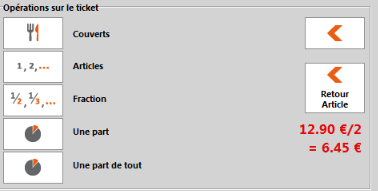 Opérations sur le ticket
Couverts
1, 2,...
Articles
Retour
Article
1/2, 1/3,...
Fraction
Une part
12.90 €/2
= 6.45 €
Une part de tout